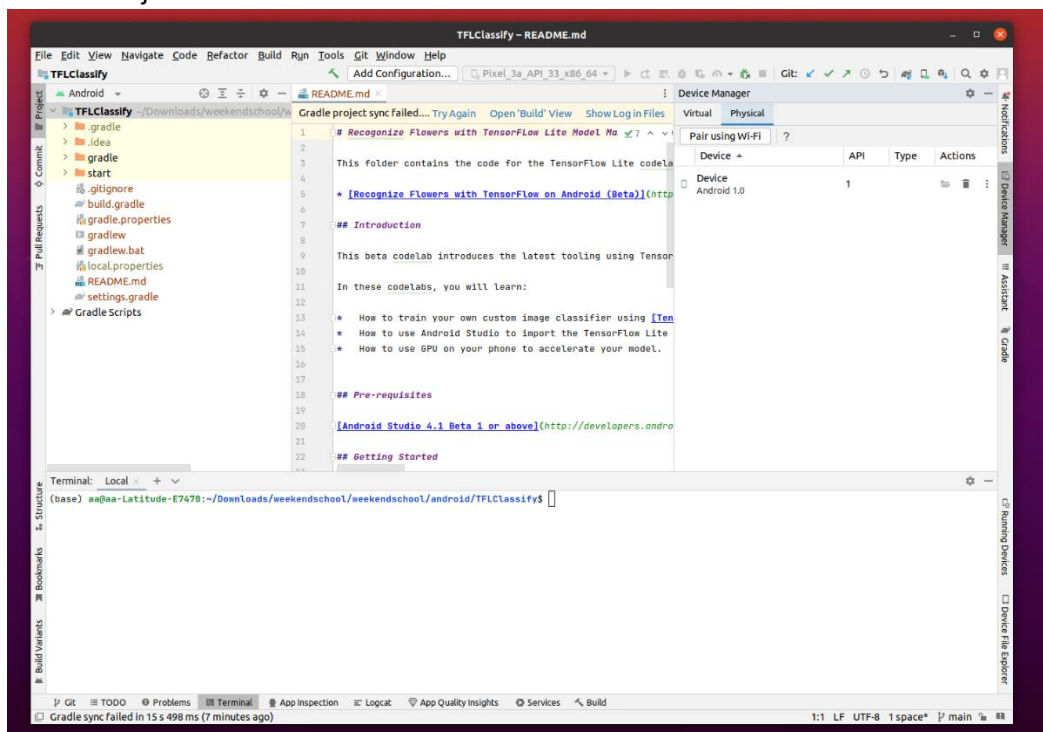 TFLClassify – README.md
File Edit View Navigate Code Refactor Build Run Tools Git Window Help
TFLClassify
Add Configuration...
Pixel_3a_API_33_x86_64
Git:
Project
Commit
Pull Requests
Android
TFLClassify ~/Downloads/weekendschool/w
.gradle
.idea
gradle
start
.gitignore
build.gradle
gradle.properties
gradlew
gradlew.bat
local.properties
README.md
settings.gradle
Gradle Scripts
README.md
Gradle project sync failed.... Try Again Open 'Build' View Show Log in Files
7
1 # Recogonize Flowers with TensorFLow Lite Model Ma
2
3 This folder contains the code for the TensorFlow Lite codela
4
5 * [Recognize Flowers with TensorFlow on Android (Beta)](http
6
7 ## Introduction
8
9 This beta codelab introduces the latest tooling using Tensor
10
11 In these codelabs, you will learn:
12
13 * How to train your own custom image classifier using [Ten
14 * How to use Android Studio to import the TensorFlow Lite
15 * How to use GPU on your phone to accelerate your model.
16
17
18 ## Pre-requisites
19
20 [Android Studio 4.1 Beta 1 or above](http://developers.andro
21
22 ## Getting Started
Device Manager
Virtual Physical
Pair using Wi-Fi ?
Device API Type Actions
Device 1
Android 1.0
Notifications
Device Manager
Assistant
Gradle
Running Devices
Device File Explorer
Structure
Bookmarks
Build Variants
Terminal: Local × +
(base) aa@aa-Latitude-E7470:~/Downloads/weekendschool/weekendschool/android/TFLClassify$
Git TODO Problems Terminal App Inspection Logcat App Quality Insights Services Build
Gradle sync failed in 15 s 498 ms (7 minutes ago)
1:1 LF UTF-8 1 space* main